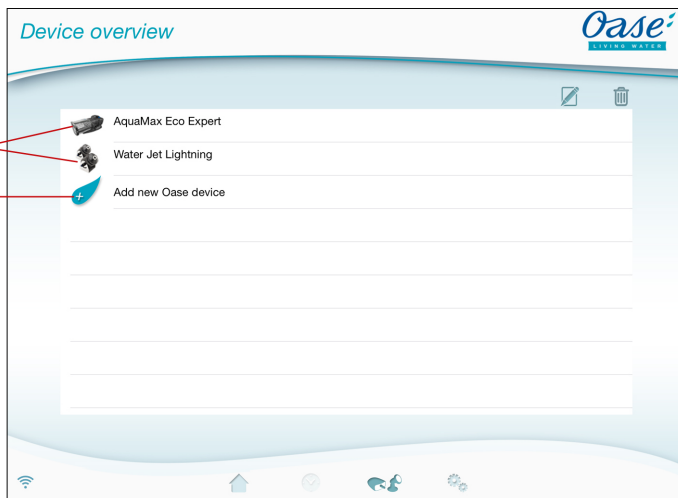 Device overview
Oase
LIVING WATER
AquaMax Eco Expert
Water Jet Lightning
Add new Oase device